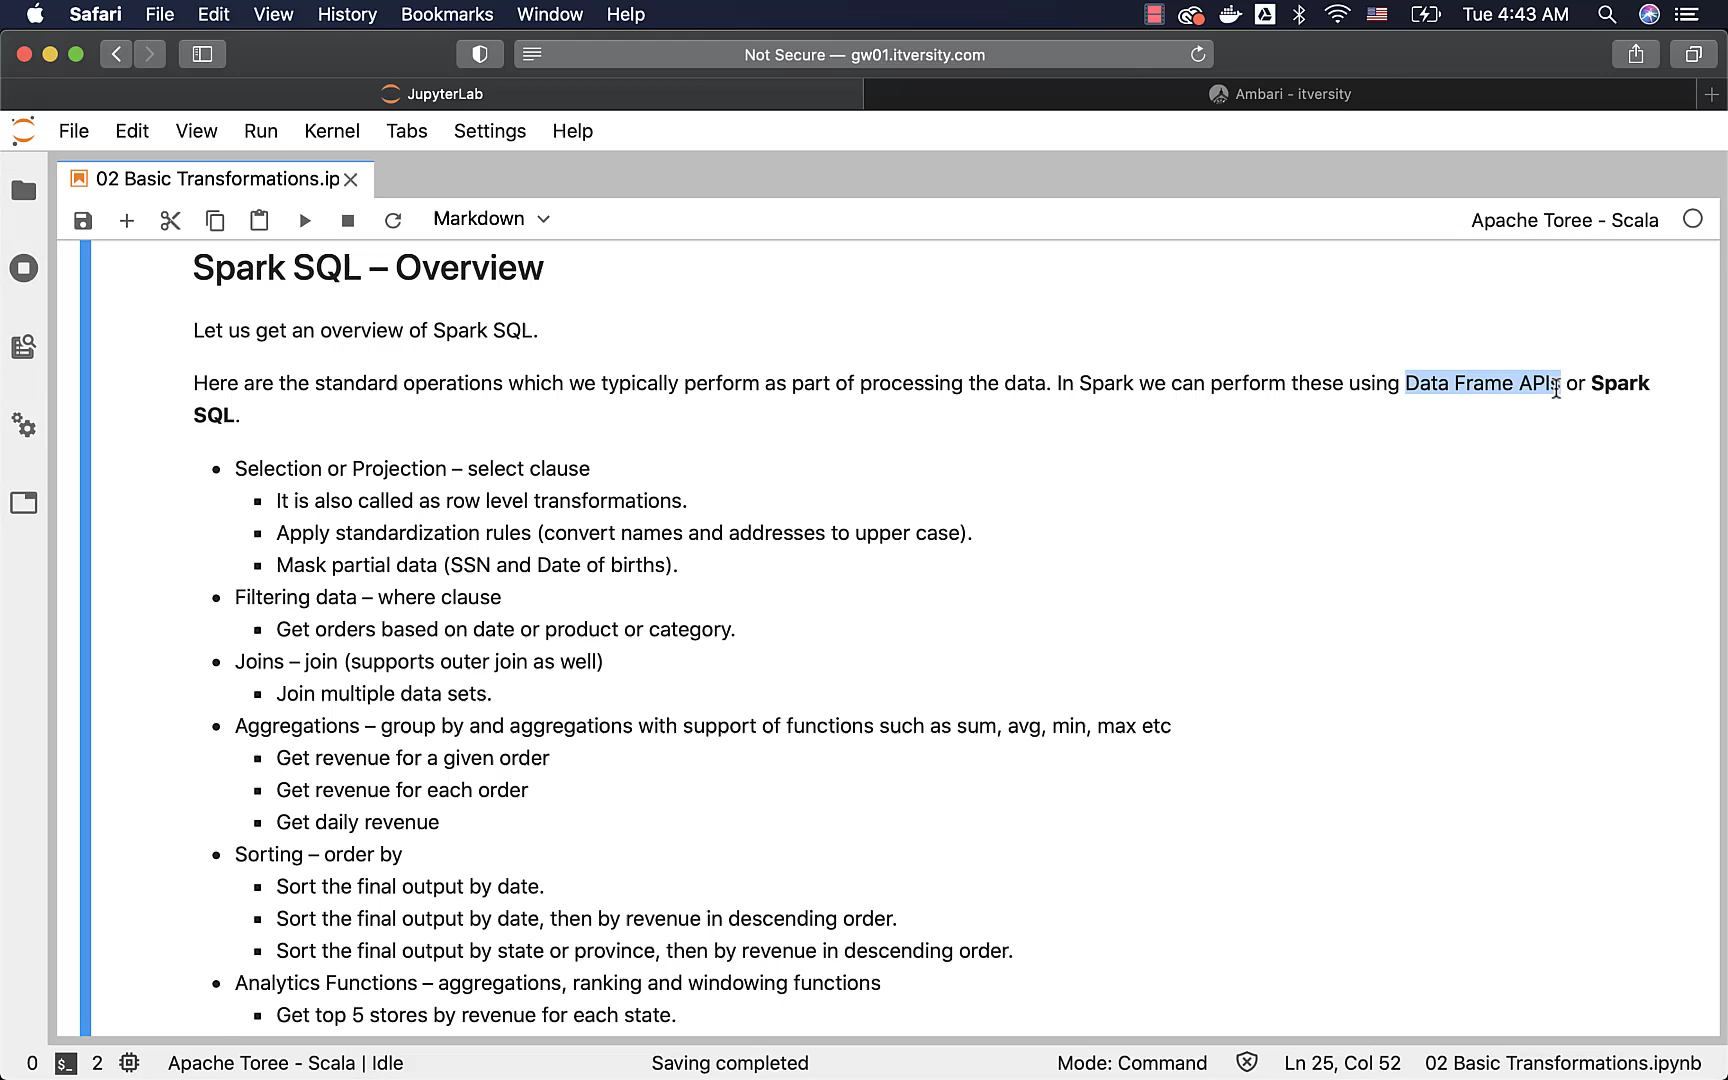 Safari File Edit View History Bookmarks Window Help Tue 4:43 AM
Not Secure — gw01.itversity.com
JupyterLab Ambari - itversity
File Edit View Run Kernel Tabs Settings Help
02 Basic Transformations.ip
Markdown Apache Toree - Scala
Spark SQL – Overview
Let us get an overview of Spark SQL.
Here are the standard operations which we typically perform as part of processing the data. In Spark we can perform these using Data Frame APIs or Spark
SQL.
• Selection or Projection – select clause
▪ It is also called as row level transformations.
▪ Apply standardization rules (convert names and addresses to upper case).
▪ Mask partial data (SSN and Date of births).
• Filtering data – where clause
▪ Get orders based on date or product or category.
• Joins – join (supports outer join as well)
▪ Join multiple data sets.
• Aggregations – group by and aggregations with support of functions such as sum, avg, min, max etc
▪ Get revenue for a given order
▪ Get revenue for each order
▪ Get daily revenue
• Sorting – order by
▪ Sort the final output by date.
▪ Sort the final output by date, then by revenue in descending order.
▪ Sort the final output by state or province, then by revenue in descending order.
• Analytics Functions – aggregations, ranking and windowing functions
▪ Get top 5 stores by revenue for each state.
0 $_ 2 Apache Toree - Scala | Idle Saving completed Mode: Command Ln 25, Col 52 02 Basic Transformations.ipynb